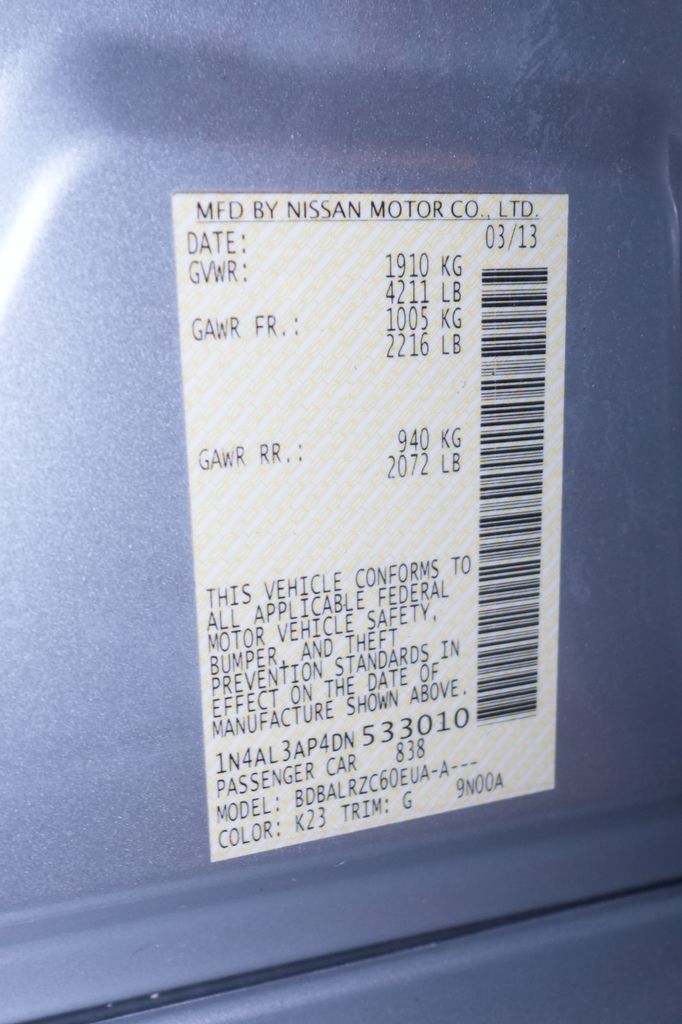 MFD BY NISSAN MOTOR CO., LTD.
DATE: 03/13
GVWR: 1910 KG
4211 LB
GAWR FR.: 1005 KG
2216 LB
GAWR RR.: 940 KG
2072 LB
THIS VEHICLE CONFORMS TO
ALL APPLICABLE FEDERAL
MOTOR VEHICLE SAFETY,
BUMPER, AND THEFT
PREVENTION STANDARDS IN
EFFECT ON THE DATE OF
MANUFACTURE SHOWN ABOVE.
1N4AL3AP4DN533010
PASSENGER CAR 838
MODEL: BDBALRZC60EUA-A---
COLOR: K23 TRIM: G 9N00A